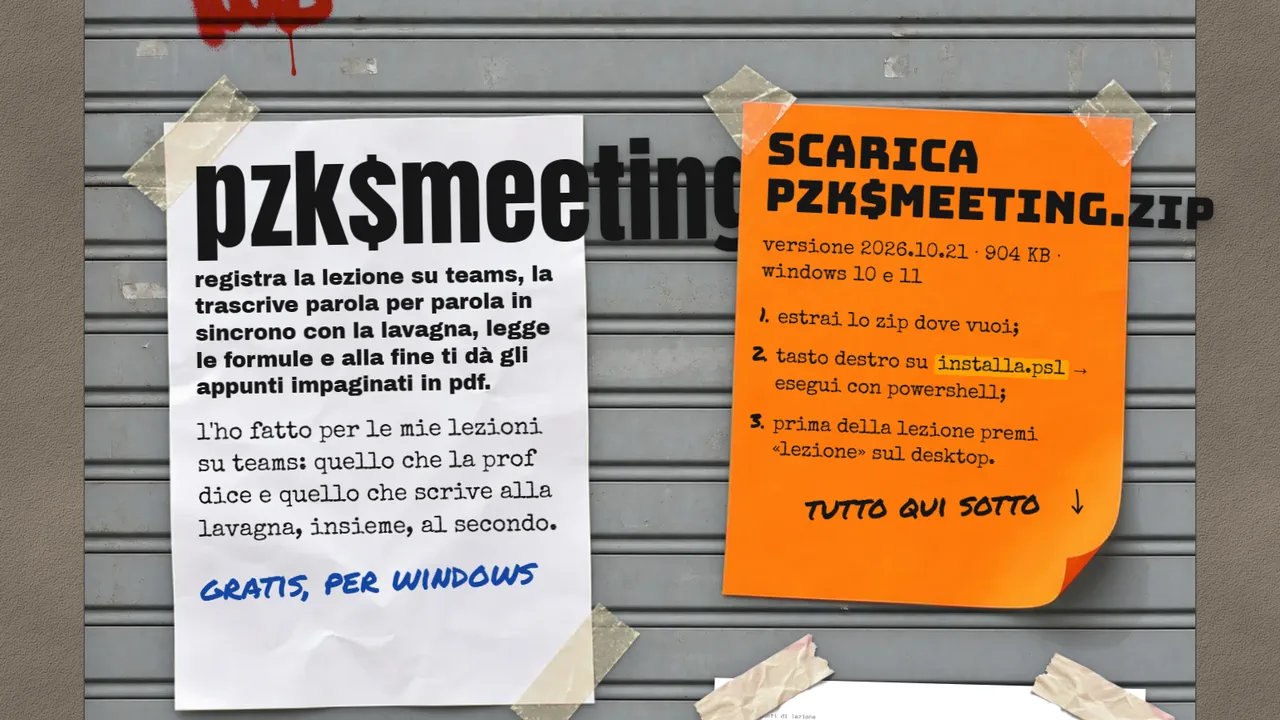 pzk$meeting
registra la lezione su teams, la
trascrive parola per parola in
sincrono con la lavagna, legge
le formule e alla fine ti dà gli
appunti impaginati in pdf.
l'ho fatto per le mie lezioni
su teams: quello che la prof
dice e quello che scrive alla
lavagna, insieme, al secondo.
GRATIS, PER WINDOWS
SCARICA
PZK$MEETING.ZIP
versione 2026.10.21 · 904 KB ·
windows 10 e 11
1. estrai lo zip dove vuoi;
2. tasto destro su installa.ps1 →
esegui con powershell;
3. prima della lezione premi
«lezione» sul desktop.
TUTTO QUI SOTTO ↓
di lezione